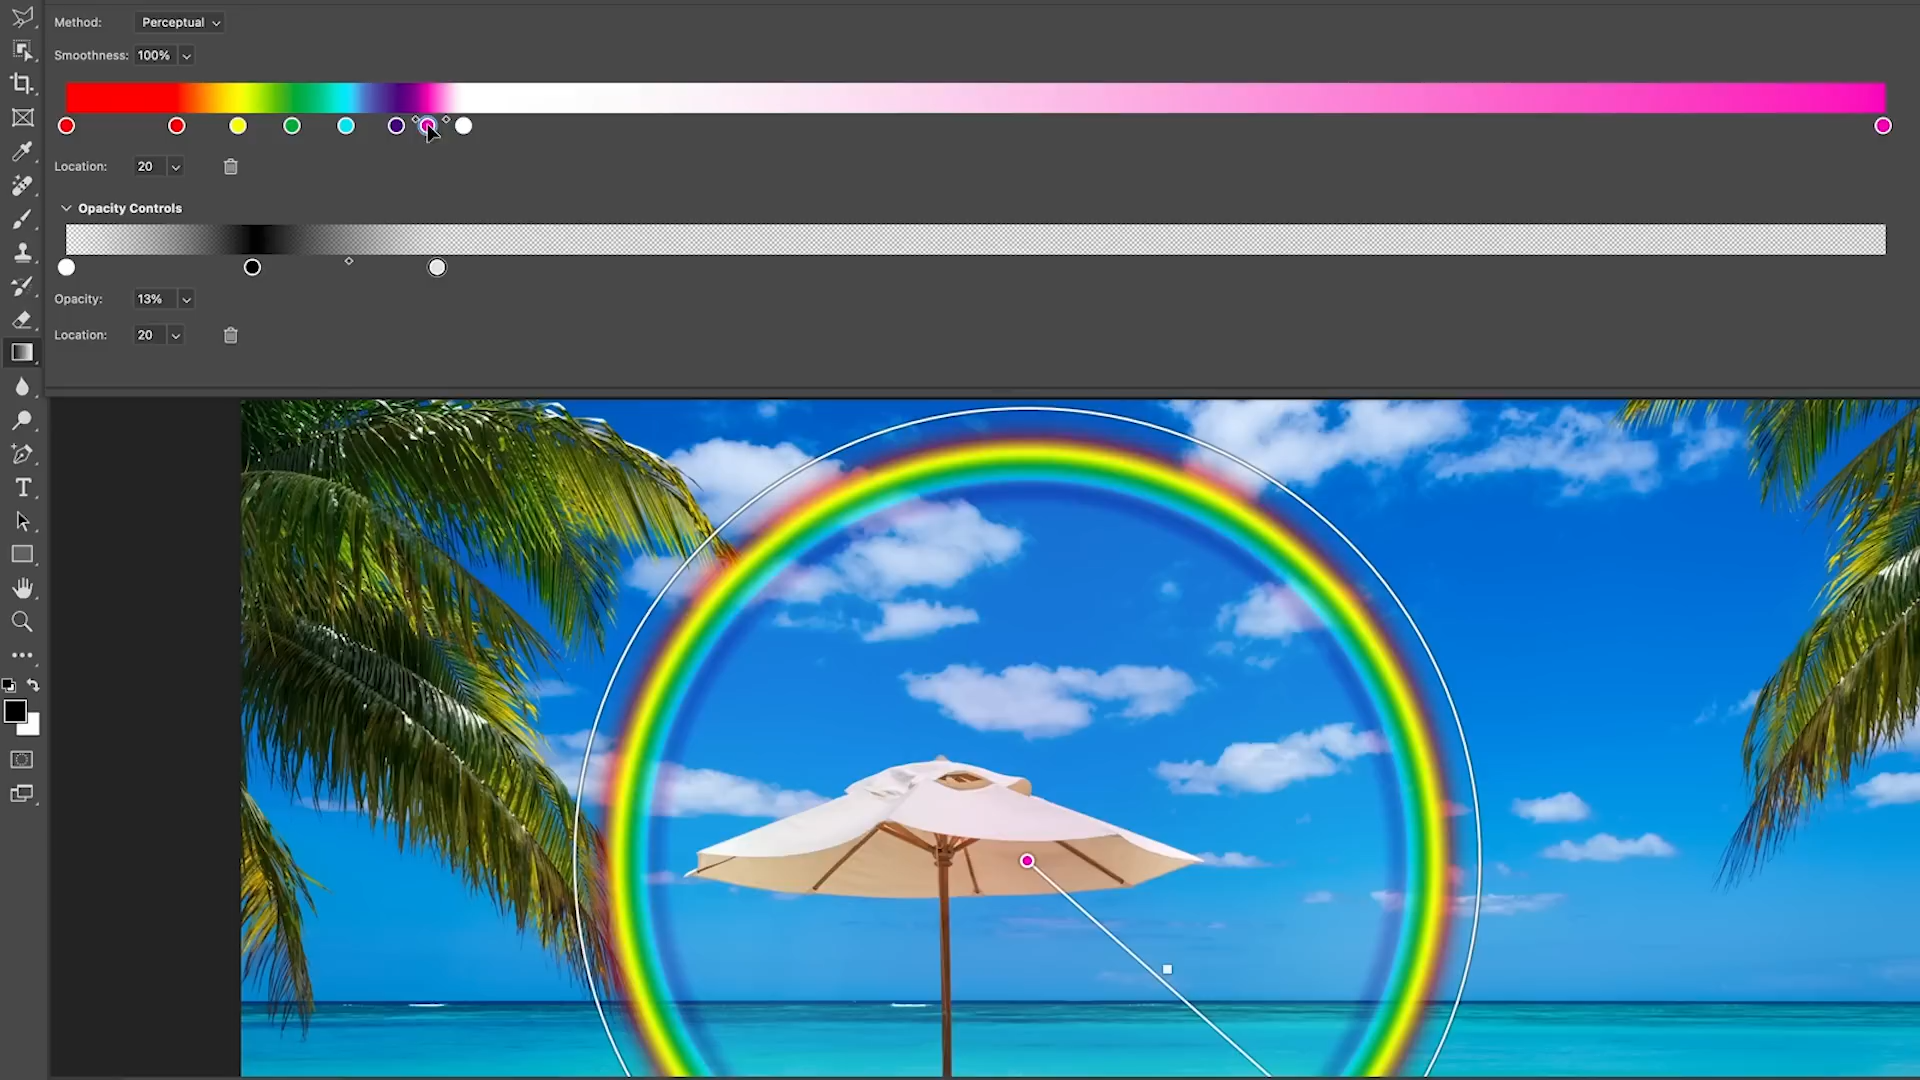 Method: Perceptual
Smoothness: 100%
Location: 20
Opacity Controls
Opacity: 13%
Location: 20